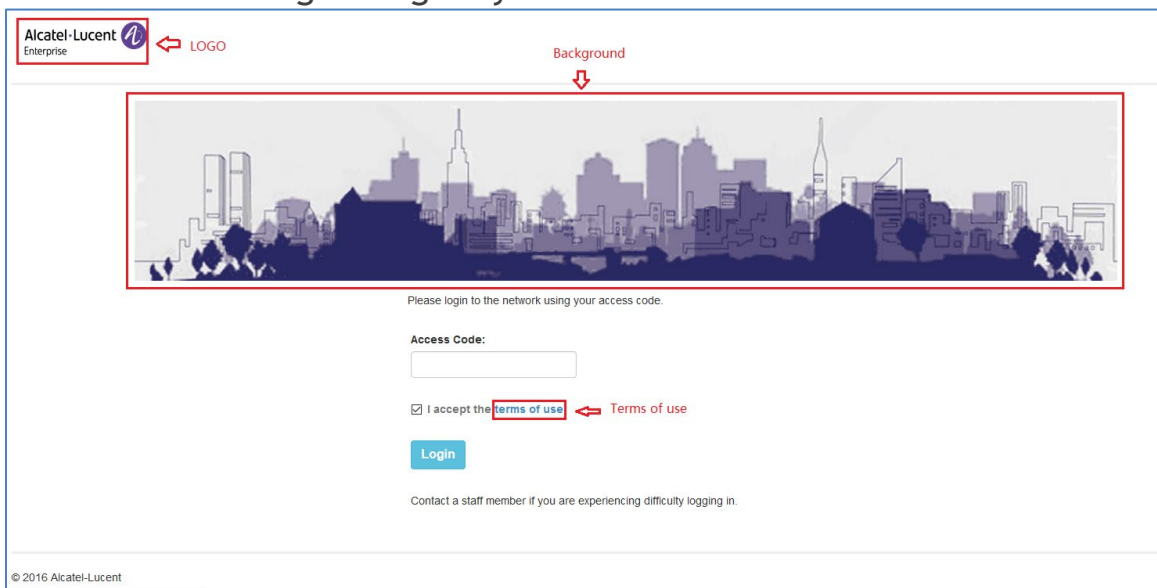 Alcatel·Lucent
Enterprise
LOGO
Background
Please login to the network using your access code.
Access Code:
I accept the terms of use
Terms of use
Login
Contact a staff member if you are experiencing difficulty logging in.
© 2016 Alcatel-Lucent